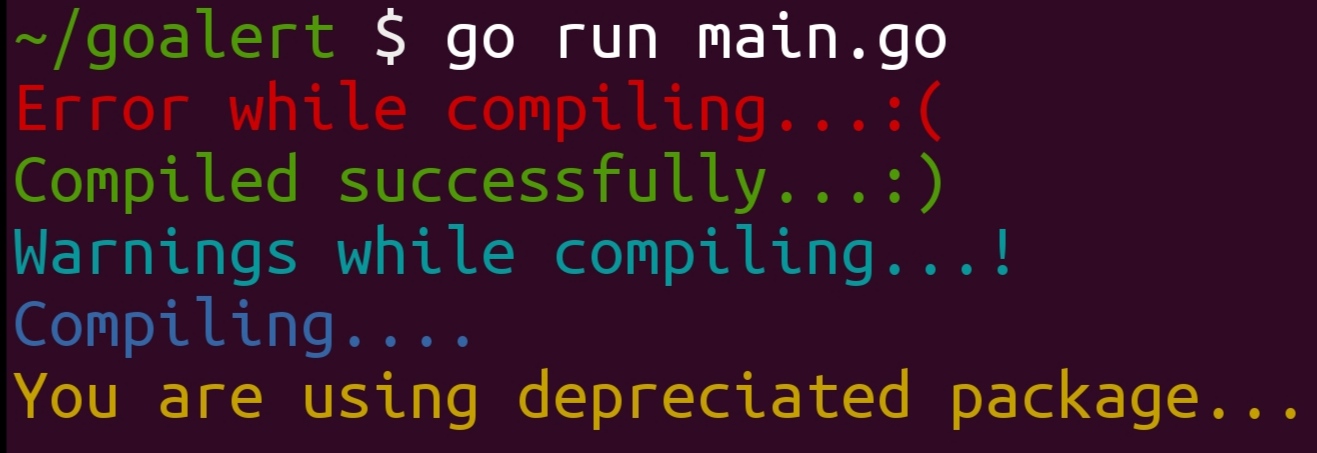 ~/goalert $ go run main.go
Error while compiling...:(
Compiled successfully...:)
Warnings while compiling...!
Compiling....
You are using depreciated package...